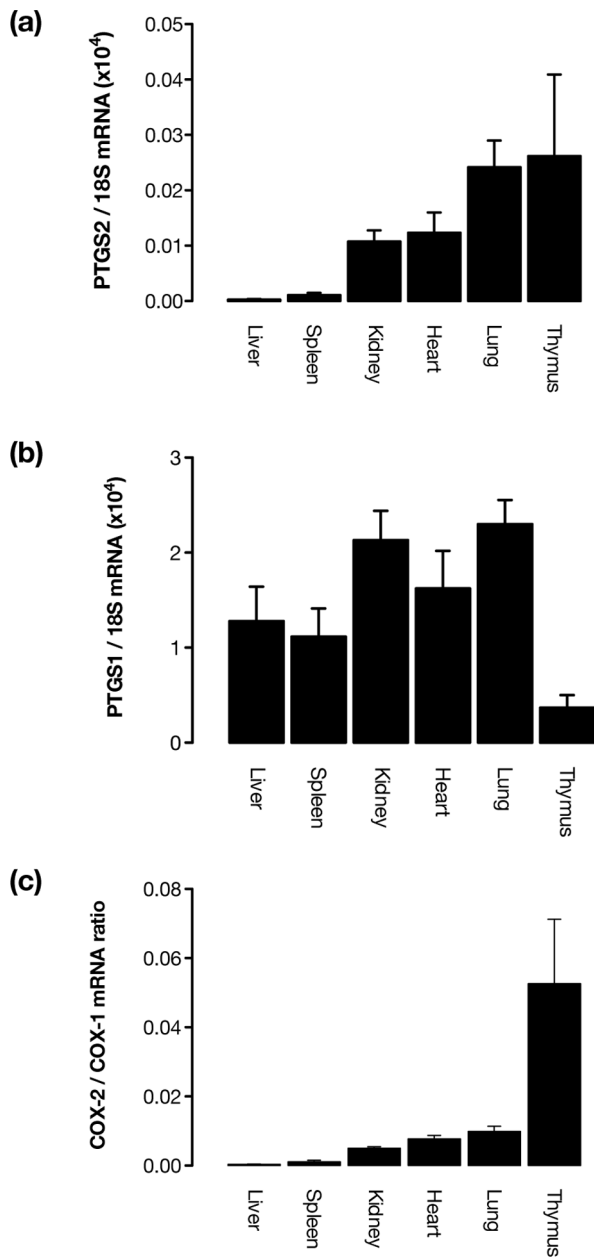 (a)
PTGS2 / 18S mRNA (x10⁴)
0.05
0.04
0.03
0.02
0.01
0.00
Liver
Spleen
Kidney
Heart
Lung
Thymus
(b)
PTGS1 / 18S mRNA (x10⁴)
3
2
1
0
Liver
Spleen
Kidney
Heart
Lung
Thymus
(c)
COX-2 / COX-1 mRNA ratio
0.08
0.06
0.04
0.02
0.00
Liver
Spleen
Kidney
Heart
Lung
Thymus